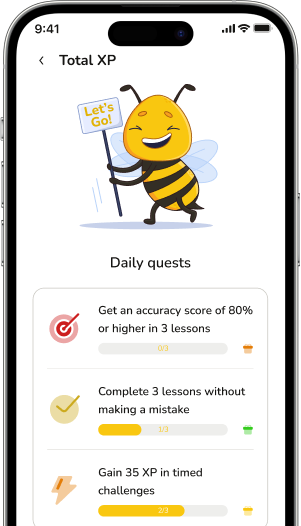 9:41
Total XP
Let's
Go!
Daily quests
Get an accuracy score of 80%
or higher in 3 lessons
0/3
Complete 3 lessons without
making a mistake
1/3
Gain 35 XP in timed
challenges
2/3